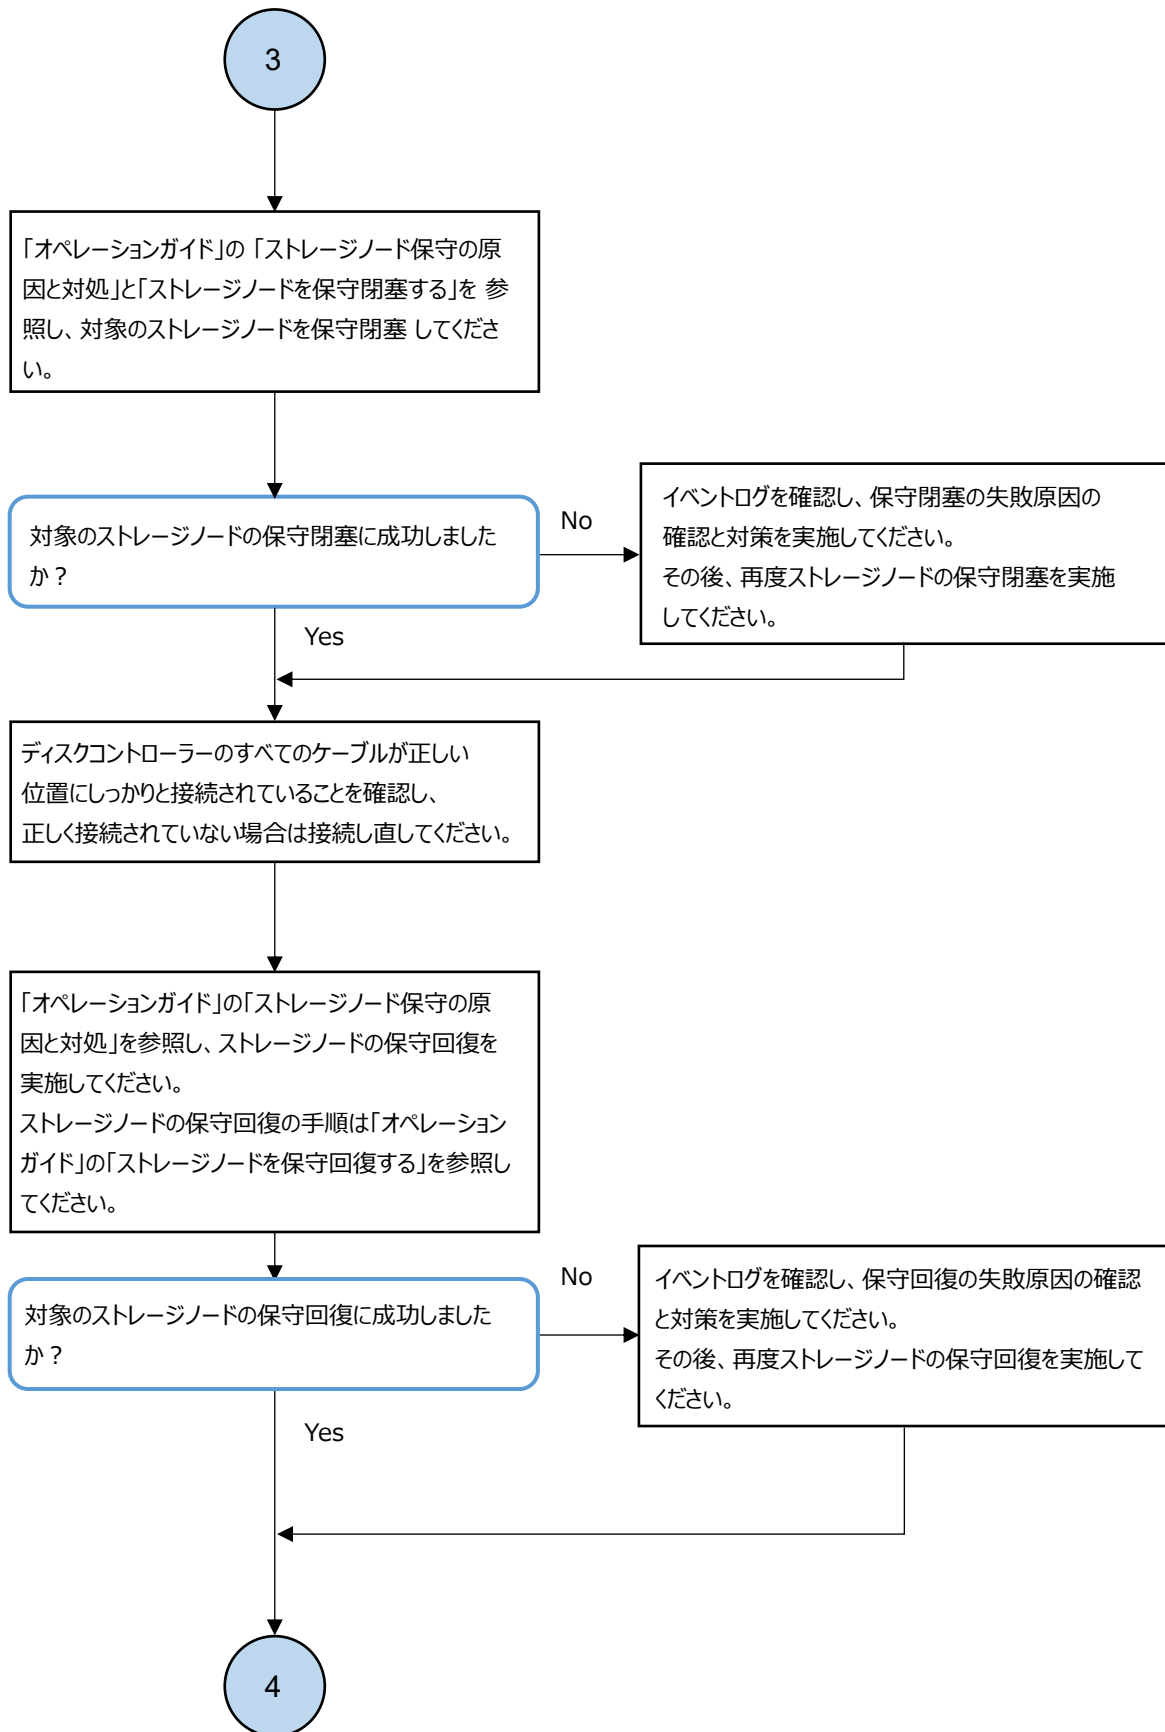 3
「オペレーションガイド」の 「ストレージノード保守の原
因と対処」と「ストレージノードを保守閉塞する」を 参
照し、対象のストレージノードを保守閉塞 してくださ
い。
対象のストレージノードの保守閉塞に成功しました
か？
No
イベントログを確認し、保守閉塞の失敗原因の
確認と対策を実施してください。
その後、再度ストレージノードの保守閉塞を実施
してください。
Yes
ディスクコントローラーのすべてのケーブルが正しい
位置にしっかりと接続されていることを確認し、
正しく接続されていない場合は接続し直してください。
「オペレーションガイド」の「ストレージノード保守の原
因と対処」を参照し、ストレージノードの保守回復を
実施してください。
ストレージノードの保守回復の手順は「オペレーション
ガイド」の「ストレージノードを保守回復する」を参照し
てください。
対象のストレージノードの保守回復に成功しました
か？
No
イベントログを確認し、保守回復の失敗原因の確認
と対策を実施してください。
その後、再度ストレージノードの保守回復を実施して
ください。
Yes
4